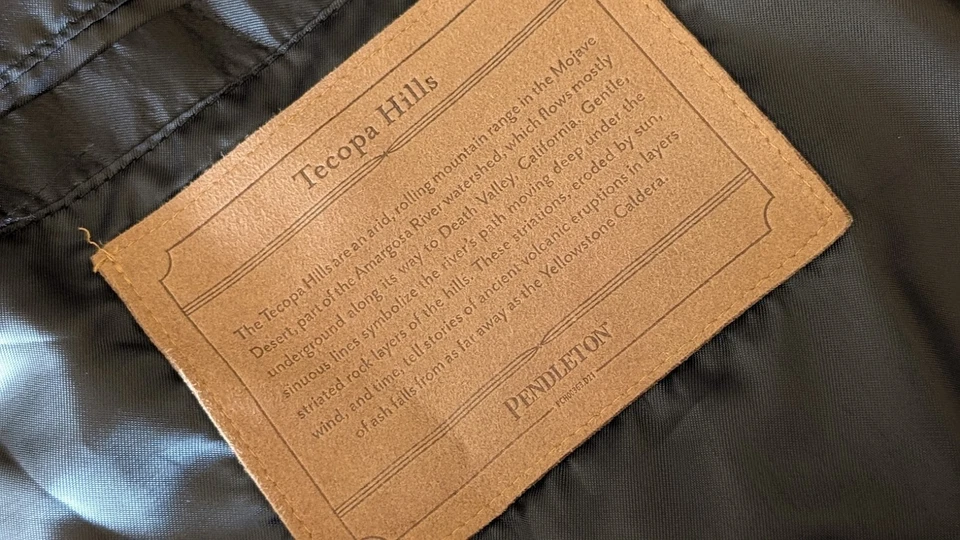 Tecopa Hills
The Tecopa Hills are an arid, rolling mountain range in the Mojave
Desert, part of the Amargosa River watershed, which flows mostly
underground along its way to Death Valley, California. Gentle,
sinuous lines symbolize the river's path moving deep under the
striated rock layers of the hills. These striations, eroded by sun,
wind, and time, tell stories of ancient volcanic eruptions in layers
of ash falls from as far away as the Yellowstone Caldera.
PENDLETON